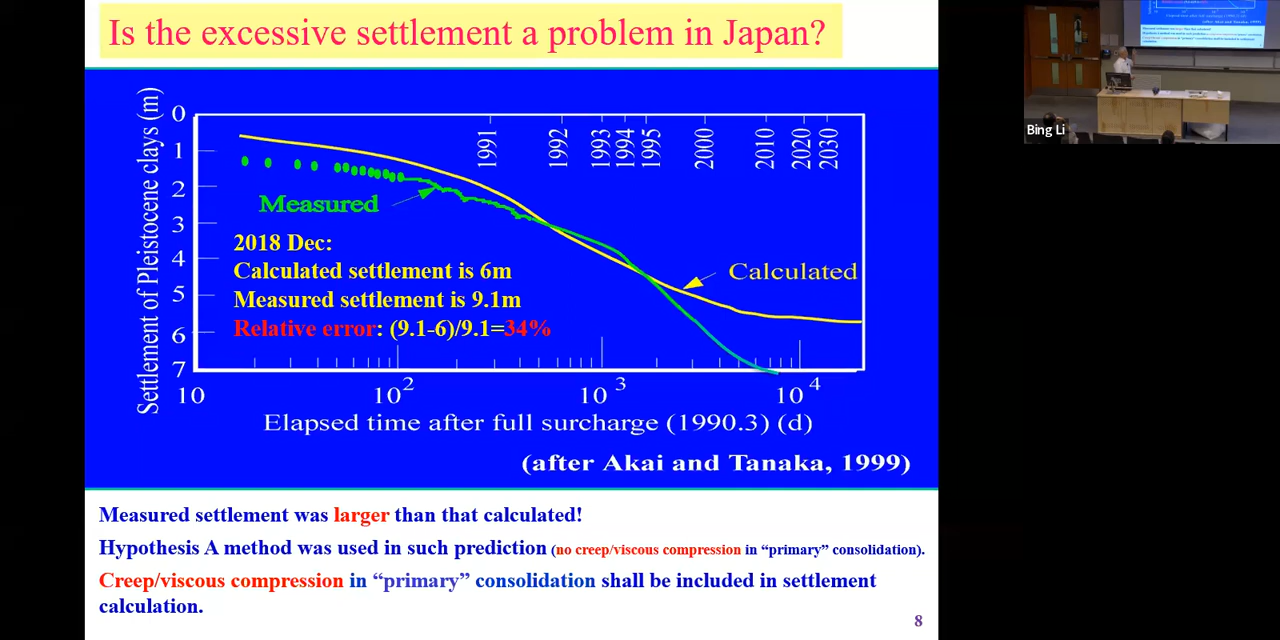 Is the excessive settlement a problem in Japan?
Settlement of Pleistocene clays (m)
0
1
2
3
4
5
6
7
1991
1992
1993
1994
1995
2000
2010
2020
2030
Measured
2018 Dec:
Calculated settlement is 6m
Measured settlement is 9.1m
Relative error: (9.1-6)/9.1=34%
Calculated
10
10 2
10 3
10 4
Elapsed time after full surcharge (1990.3) (d)
(after Akai and Tanaka, 1999)
Measured settlement was larger than that calculated!
Hypothesis A method was used in such prediction (no creep/viscous compression in “primary” consolidation).
Creep/viscous compression in “primary” consolidation shall be included in settlement
calculation.
8
Bing Li